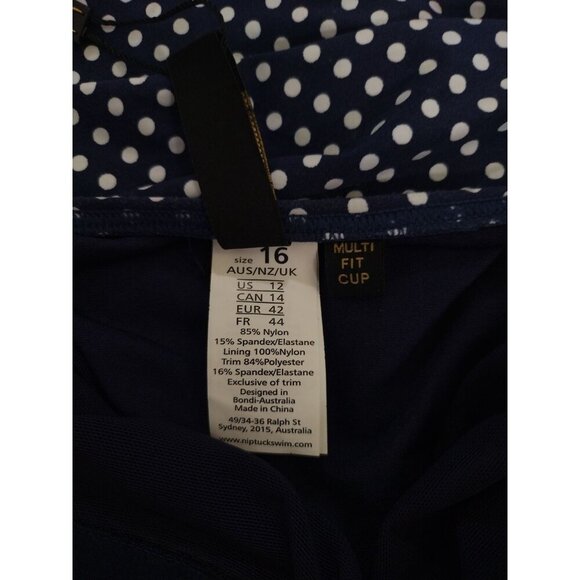 size 16
AUS/NZ/UK
US 12
CAN 14
EUR 42
FR 44
85% Nylon
15% Spandex/Elastane
Lining 100%Nylon
Trim 84%Polyester
16% Spandex/Elastane
Exclusive of trim
Designed in
Bondi-Australia
Made in China
49/34-36 Ralph St
Sydney, 2015, Australia
www.niptuckswim.com
MULTI
FIT
CUP